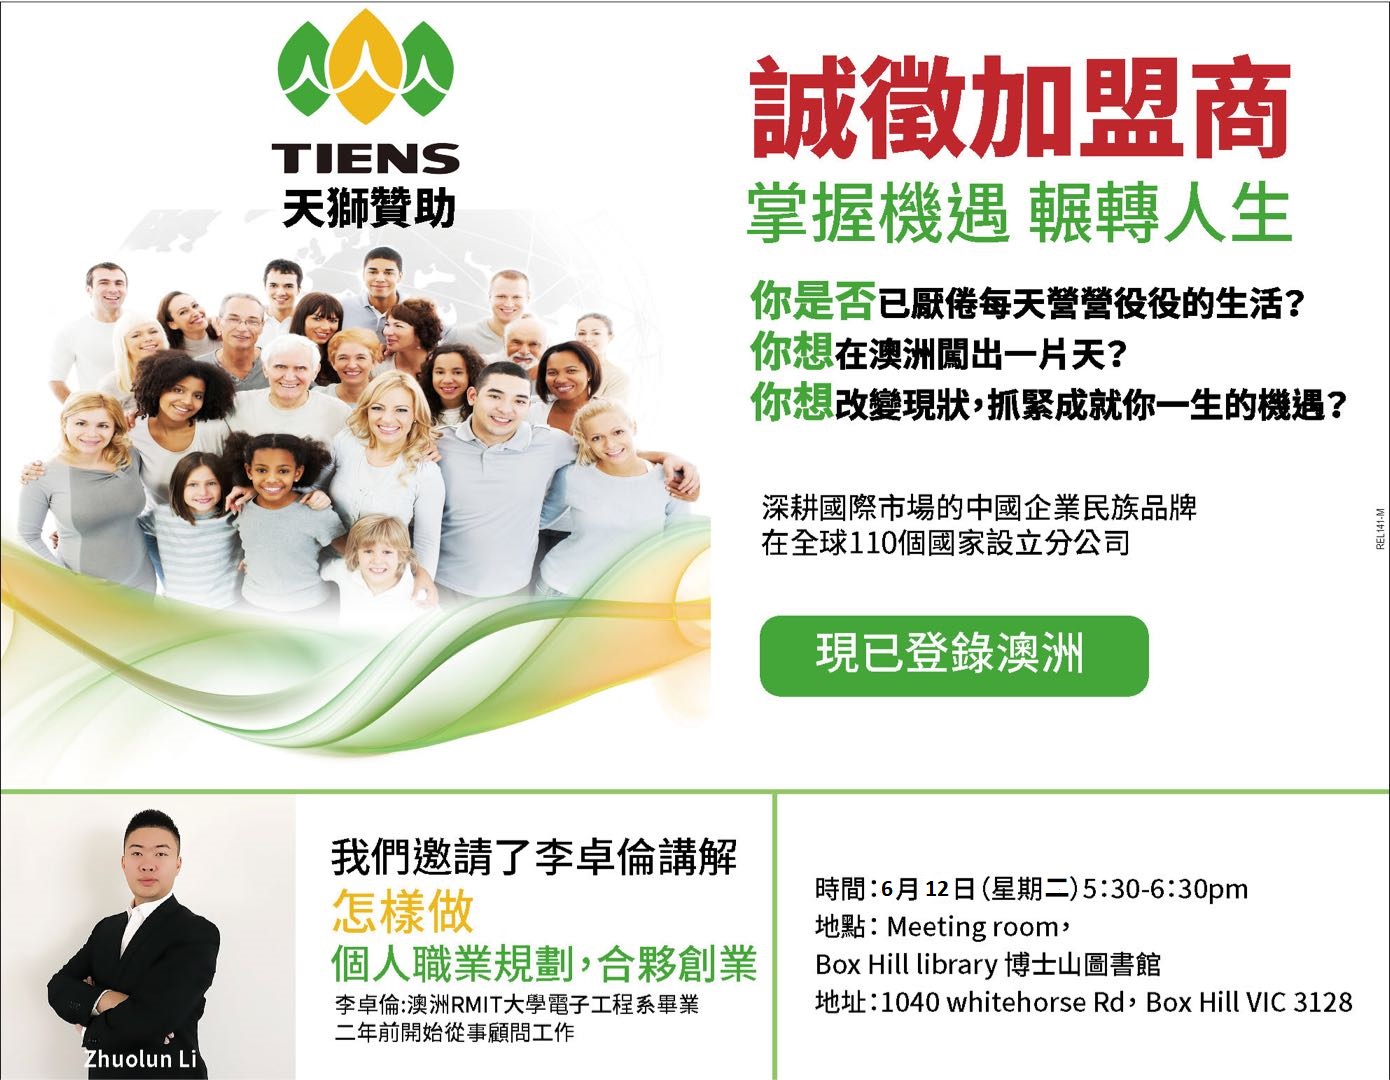 TIENS
天獅贊助
誠徵加盟商
掌握機遇 輾轉人生
你是否已厭倦每天營營役役的生活?
你想在澳洲闖出一片天?
你想改變現狀,抓緊成就你一生的機遇?
深耕國際市場的中國企業民族品牌
在全球110個國家設立分公司
REL141-M
現已登錄澳洲
Zhuolun Li
我們邀請了李卓倫講解
怎樣做
個人職業規劃,合夥創業
李卓倫:澳洲RMIT大學電子工程系畢業
二年前開始從事顧問工作
時間:6月12日(星期二)5:30-6:30pm
地點: Meeting room,
Box Hill library 博士山圖書館
地址:1040 whitehorse Rd, Box Hill VIC 3128